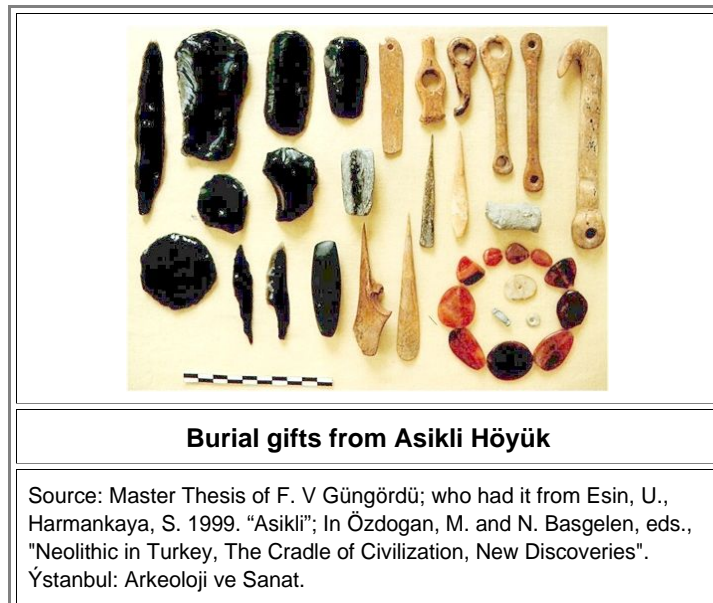 Burial gifts from Asikli Höyük
Source: Master Thesis of F. V Güngördü; who had it from Esin, U.,
Harmankaya, S. 1999. “Asikli”; In Özdogan, M. and N. Basgelen, eds.,
"Neolithic in Turkey, The Cradle of Civilization, New Discoveries".
Ýstanbul: Arkeoloji ve Sanat.